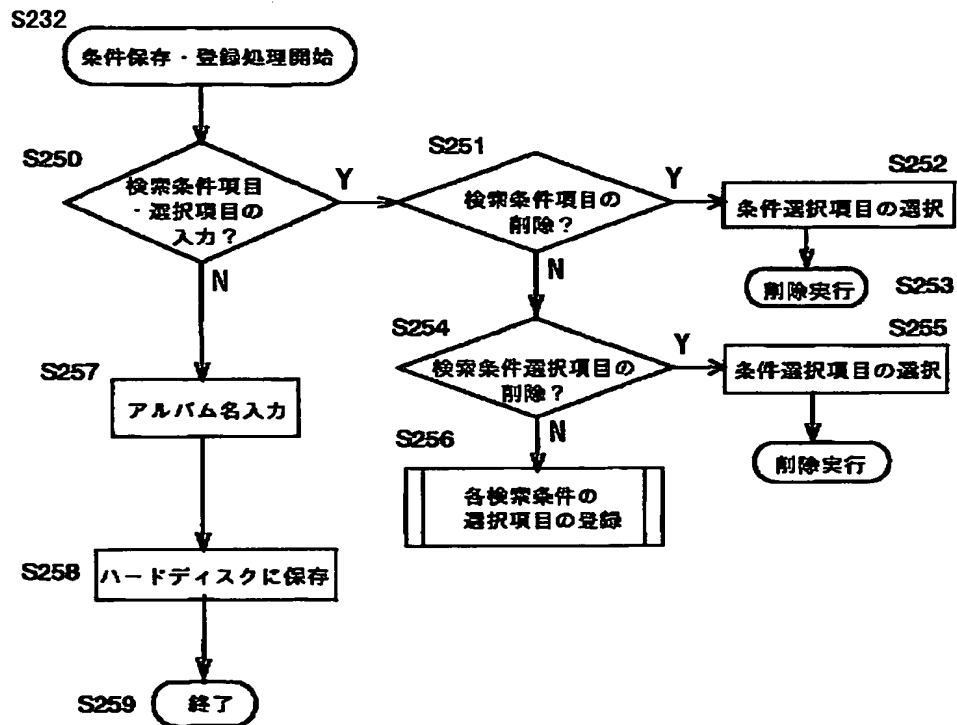 S232
条件保存・登録処理開始
S250
検索条件項目
・選択項目の
入力？
Y
N
S251
検索条件項目の
削除？
Y
N
S252
条件選択項目の選択
削除実行
S253
S254
検索条件選択項目の
削除？
Y
N
S255
条件選択項目の選択
削除実行
S256
各検索条件の
選択項目の登録
S257
アルバム名入力
S258
ハードディスクに保存
S259
終了